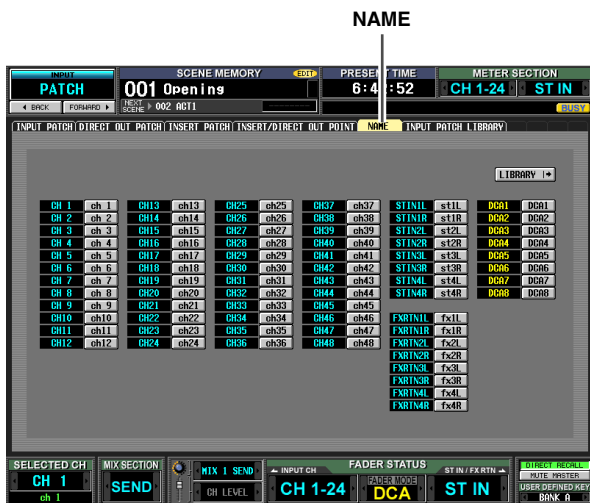 NAME
INPUT SCENE MEMORY EDIT PRESENT TIME METER SECTION
PATCH 001 Opening CH 1-24 ST IN
BACK FORWARD NEXT SCENE 002 ACT1 BUSY
INPUT PATCH DIRECT OUT PATCH INSERT PATCH INSERT/DIRECT OUT POINT NAME INPUT PATCH LIBRARY
LIBRARY
CH 1 ch 1 CH13 ch13 CH25 ch25 CH37 ch37 STIN1L st1L DCA1 DCA1
CH 2 ch 2 CH14 ch14 CH26 ch26 CH38 ch38 STIN1R st1R DCA2 DCA2
CH 3 ch 3 CH15 ch15 CH27 ch27 CH39 ch39 STIN2L st2L DCA3 DCA3
CH 4 ch 4 CH16 ch16 CH28 ch28 CH40 ch40 STIN2R st2R DCA4 DCA4
CH 5 ch 5 CH17 ch17 CH29 ch29 CH41 ch41 STIN3L st3L DCA5 DCA5
CH 6 ch 6 CH18 ch18 CH30 ch30 CH42 ch42 STIN3R st3R DCA6 DCA6
CH 7 ch 7 CH19 ch19 CH31 ch31 CH43 ch43 STIN4L st4L DCA7 DCA7
CH 8 ch 8 CH20 ch20 CH32 ch32 CH44 ch44 STIN4R st4R DCA8 DCA8
CH 9 ch 9 CH21 ch21 CH33 ch33 CH45 ch45
CH10 ch10 CH22 ch22 CH34 ch34 CH46 ch46 FXRTN1L fx1L
CH11 ch11 CH23 ch23 CH35 ch35 CH47 ch47 FXRTN1R fx1R
CH12 ch12 CH24 ch24 CH36 ch36 CH48 ch48 FXRTN2L fx2L
FXRTN2R fx2R
FXRTN3L fx3L
FXRTN3R fx3R
FXRTN4L fx4L
FXRTN4R fx4R
SELECTED CH MIX SECTION MIX 1 SEND INPUT CH FADER STATUS ST IN / FX RTN DIRECT RECALL
CH 1 SEND CH LEVEL CH 1-24 FADER MODE DCA ST IN MUTE MASTER
USER DEFINED KEY
ch 1 BANK A